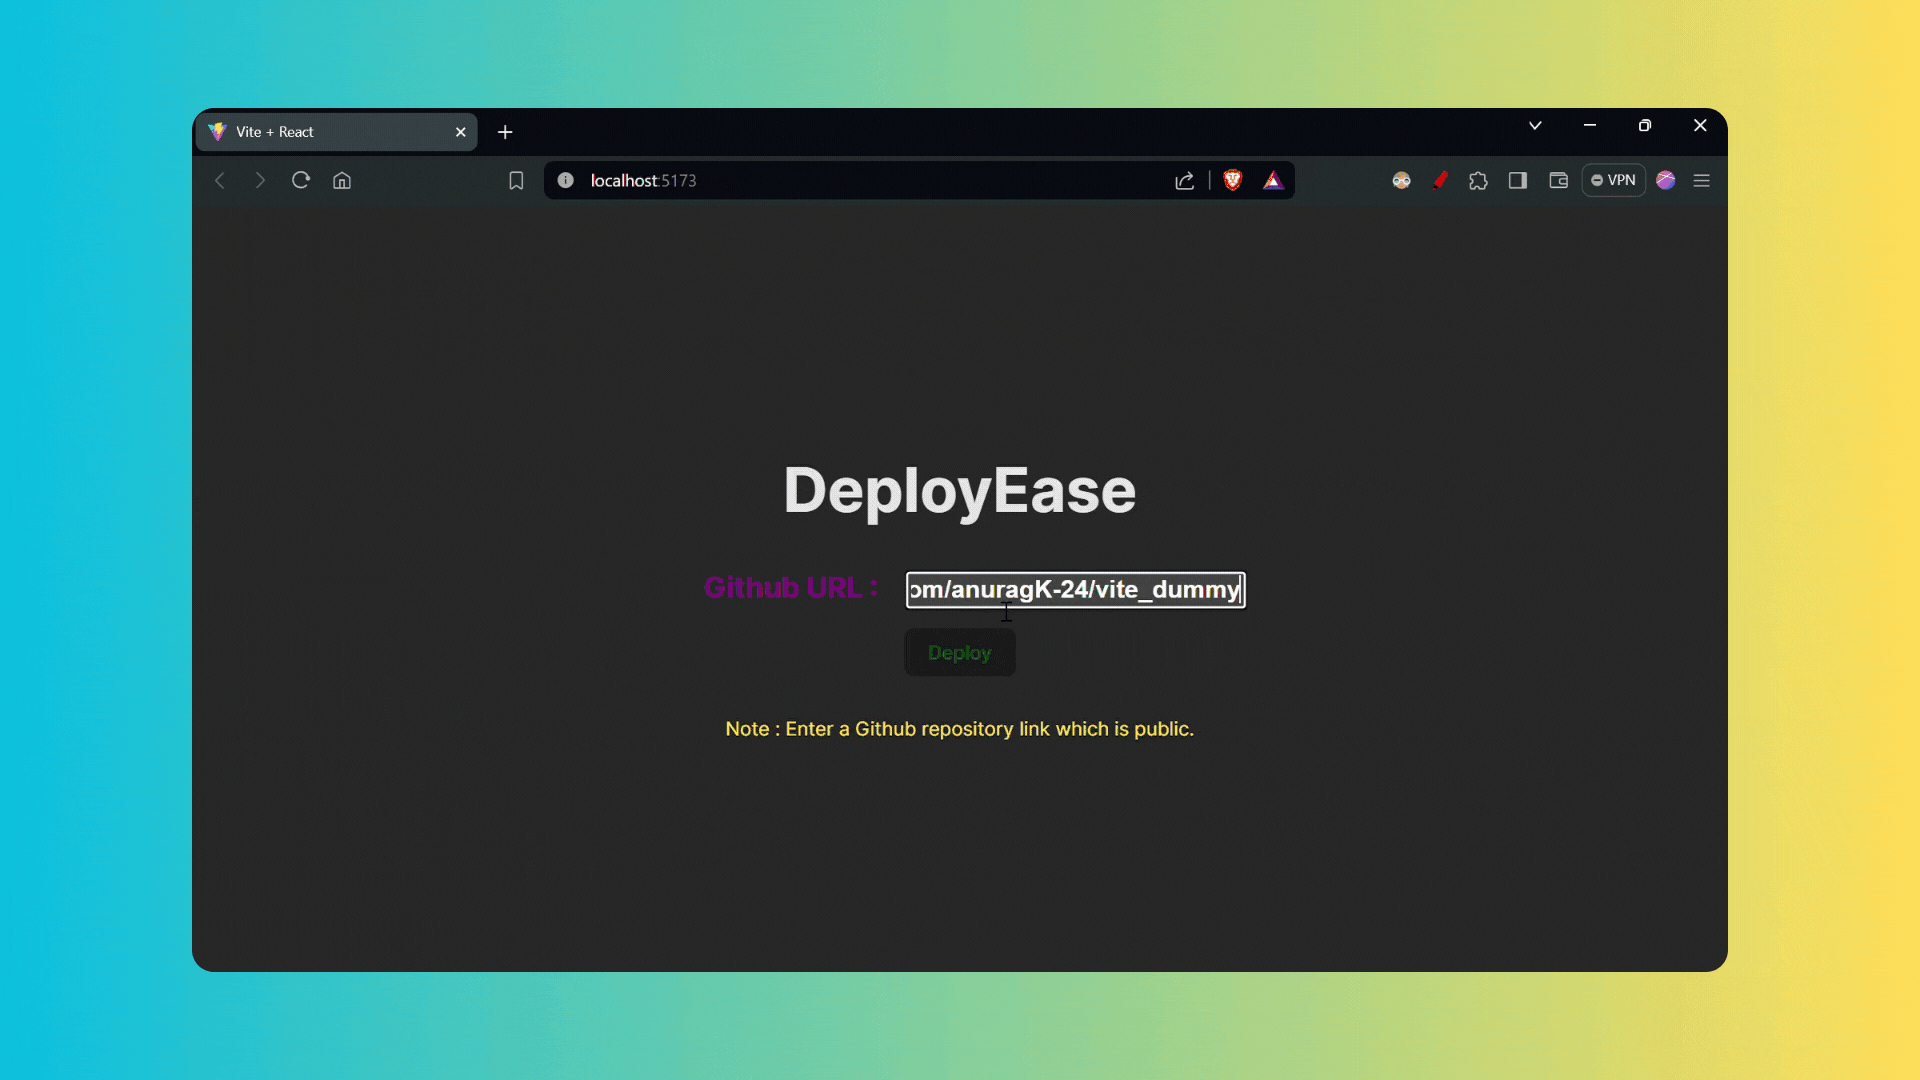 Vite + React
localhost:5173
VPN
DeployEase
Github URL :
om/anuragK-24/vite_dummy
Deploy
Note : Enter a Github repository link which is public.